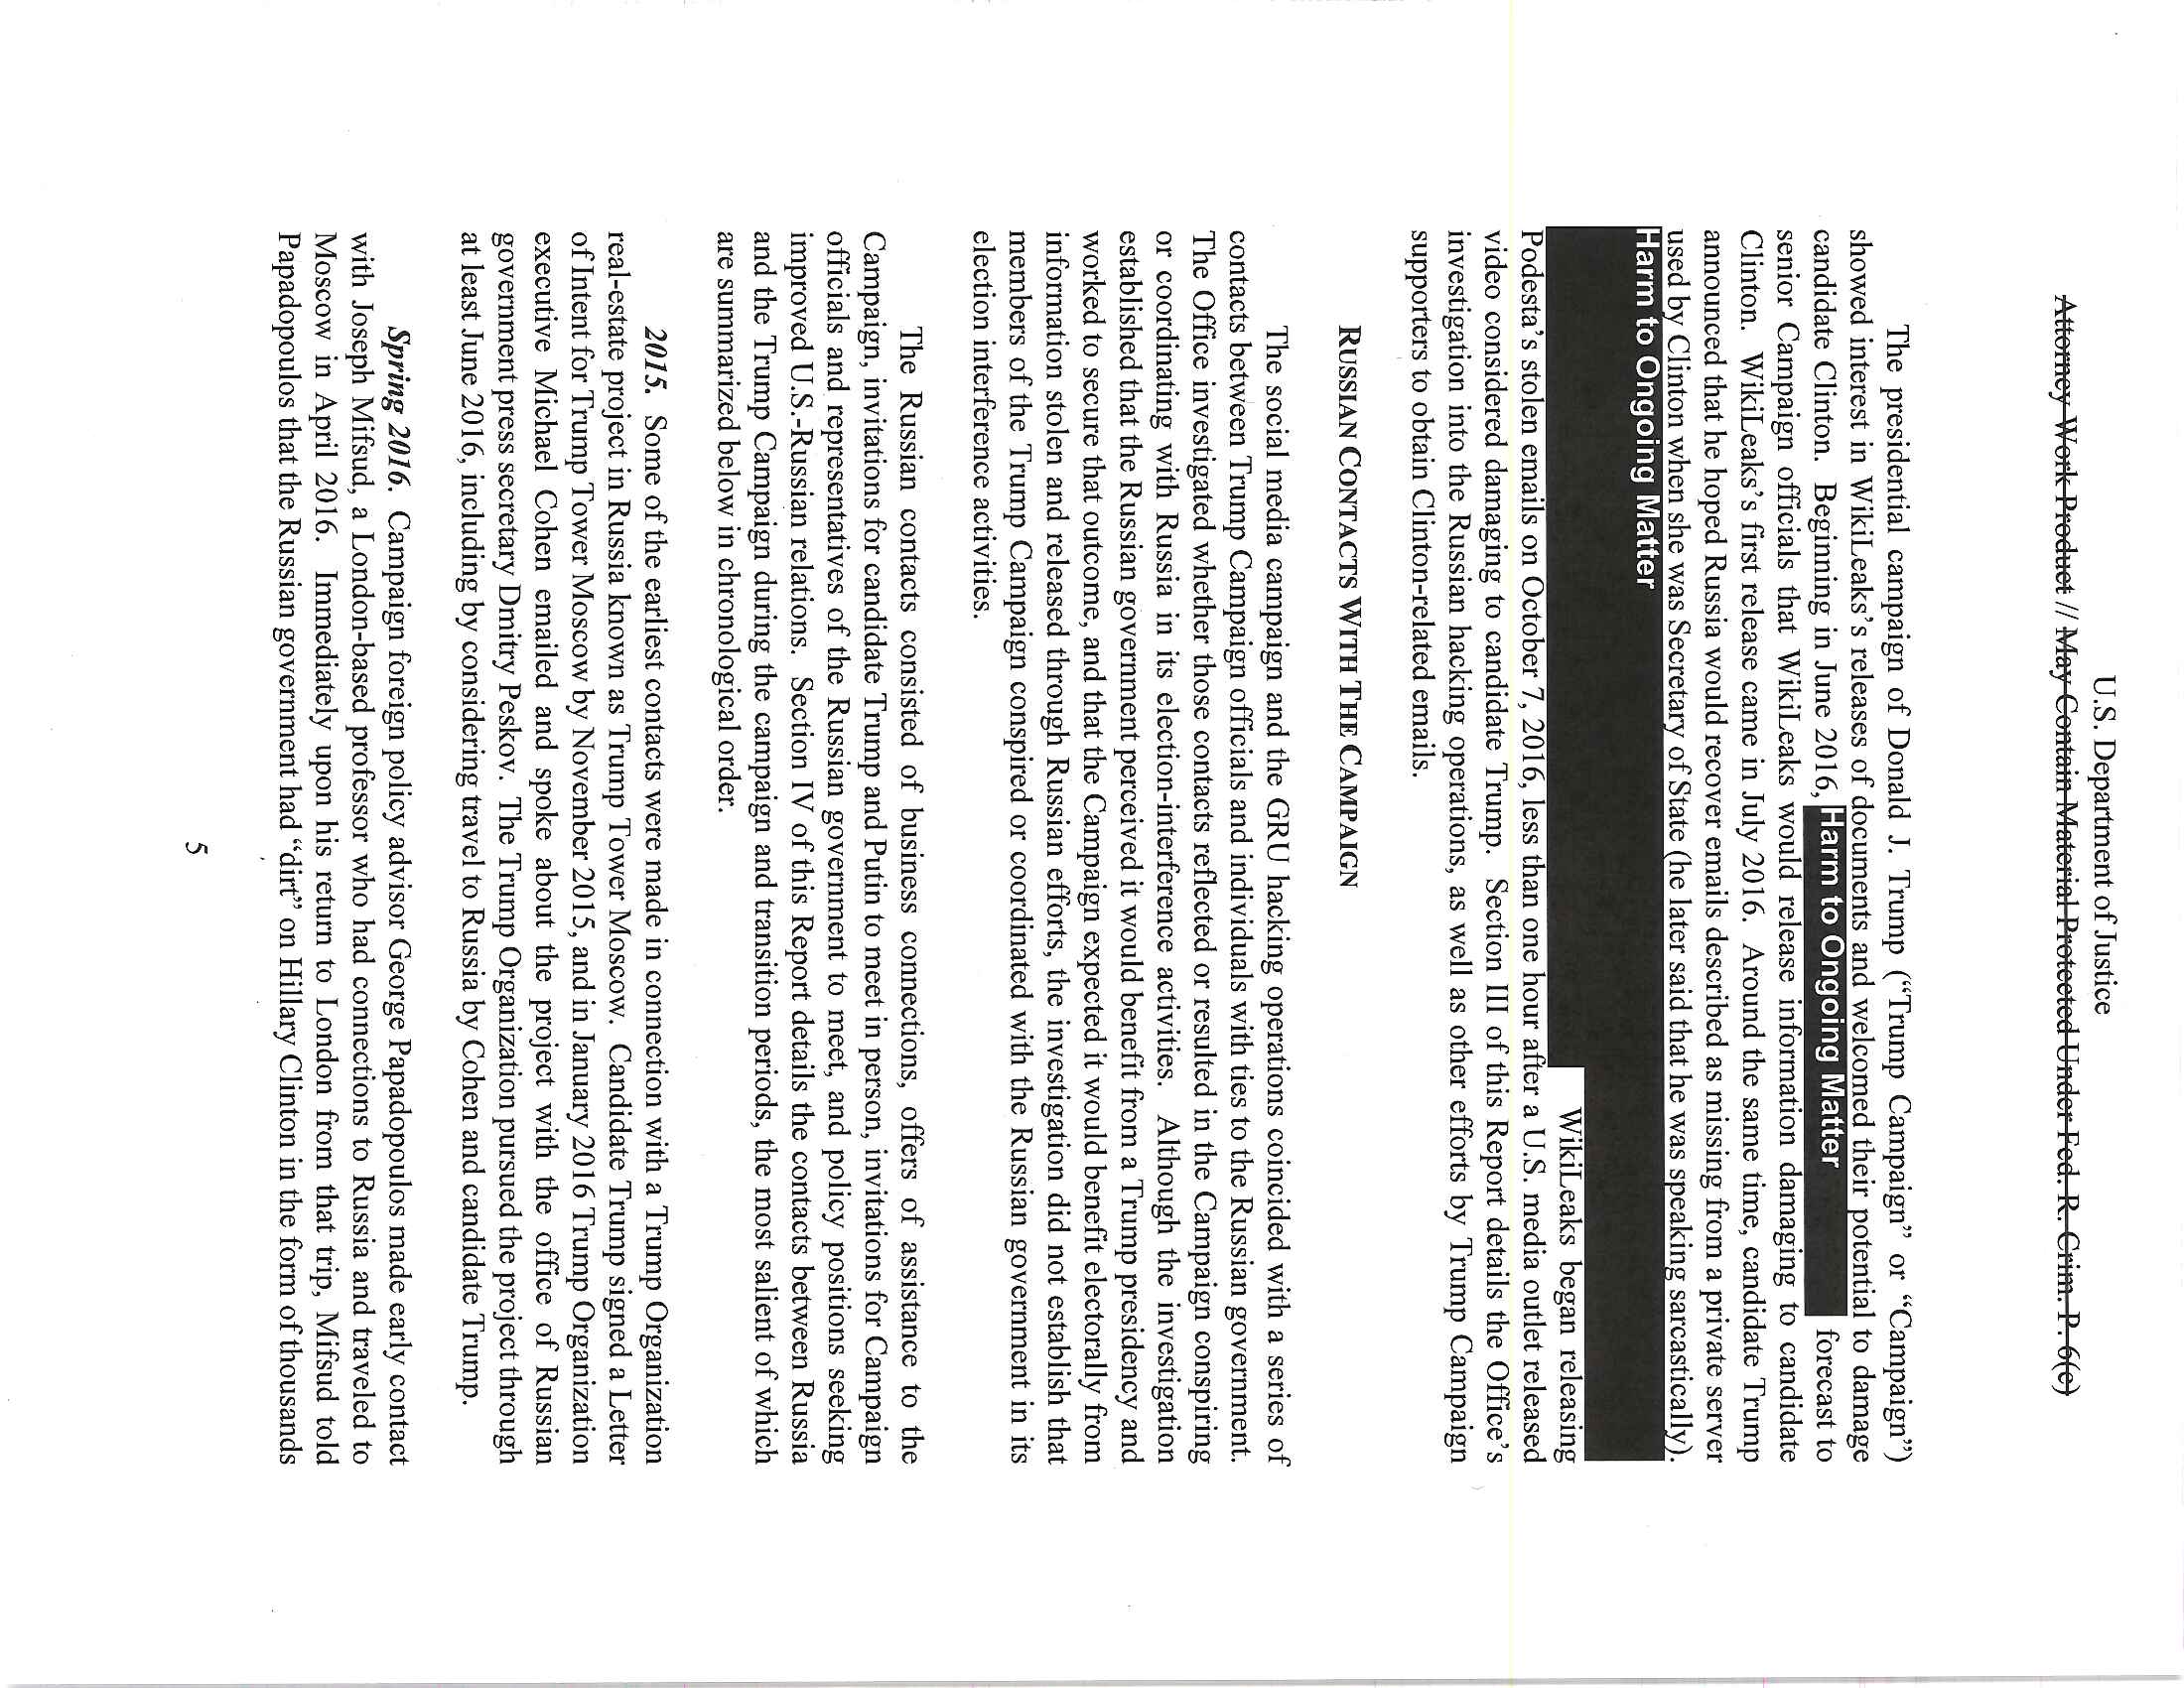 U.S. Department of Justice
Attorney Work Product // May Contain Material Protected Under Fed. R. Crim. P. 6(e)
The presidential campaign of Donald J. Trump (“Trump Campaign” or “Campaign”)
showed interest in WikiLeaks’s releases of documents and welcomed their potential to damage
candidate Clinton. Beginning in June 2016, Harm to Ongoing Matter forecast to
senior Campaign officials that WikiLeaks would release information damaging to candidate
Clinton. WikiLeaks’s first release came in July 2016. Around the same time, candidate Trump
announced that he hoped Russia would recover emails described as missing from a private server
used by Clinton when she was Secretary of State (he later said that he was speaking sarcastically).
Harm to Ongoing Matter
WikiLeaks began releasing
Podesta’s stolen emails on October 7, 2016, less than one hour after a U.S. media outlet released
video considered damaging to candidate Trump. Section III of this Report details the Office’s
investigation into the Russian hacking operations, as well as other efforts by Trump Campaign
supporters to obtain Clinton-related emails.
RUSSIAN CONTACTS WITH THE CAMPAIGN
The social media campaign and the GRU hacking operations coincided with a series of
contacts between Trump Campaign officials and individuals with ties to the Russian government.
The Office investigated whether those contacts reflected or resulted in the Campaign conspiring
or coordinating with Russia in its election-interference activities. Although the investigation
established that the Russian government perceived it would benefit from a Trump presidency and
worked to secure that outcome, and that the Campaign expected it would benefit electorally from
information stolen and released through Russian efforts, the investigation did not establish that
members of the Trump Campaign conspired or coordinated with the Russian government in its
election interference activities.
The Russian contacts consisted of business connections, offers of assistance to the
Campaign, invitations for candidate Trump and Putin to meet in person, invitations for Campaign
officials and representatives of the Russian government to meet, and policy positions seeking
improved U.S.-Russian relations. Section IV of this Report details the contacts between Russia
and the Trump Campaign during the campaign and transition periods, the most salient of which
are summarized below in chronological order.
2015. Some of the earliest contacts were made in connection with a Trump Organization
real-estate project in Russia known as Trump Tower Moscow. Candidate Trump signed a Letter
of Intent for Trump Tower Moscow by November 2015, and in January 2016 Trump Organization
executive Michael Cohen emailed and spoke about the project with the office of Russian
government press secretary Dmitry Peskov. The Trump Organization pursued the project through
at least June 2016, including by considering travel to Russia by Cohen and candidate Trump.
Spring 2016. Campaign foreign policy advisor George Papadopoulos made early contact
with Joseph Mifsud, a London-based professor who had connections to Russia and traveled to
Moscow in April 2016. Immediately upon his return to London from that trip, Mifsud told
Papadopoulos that the Russian government had “dirt” on Hillary Clinton in the form of thousands
5